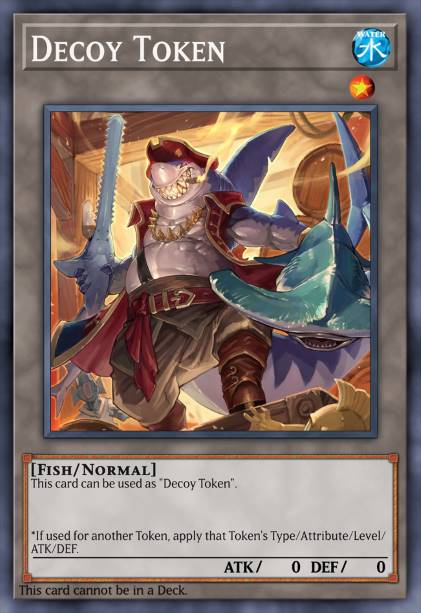 Decoy Token
WATER
水
[Fish/Normal]
This card can be used as "Decoy Token".
*If used for another Token, apply that Token's Type/Attribute/Level/
ATK/DEF.
ATK/ 0 DEF/ 0
This card cannot be in a Deck.